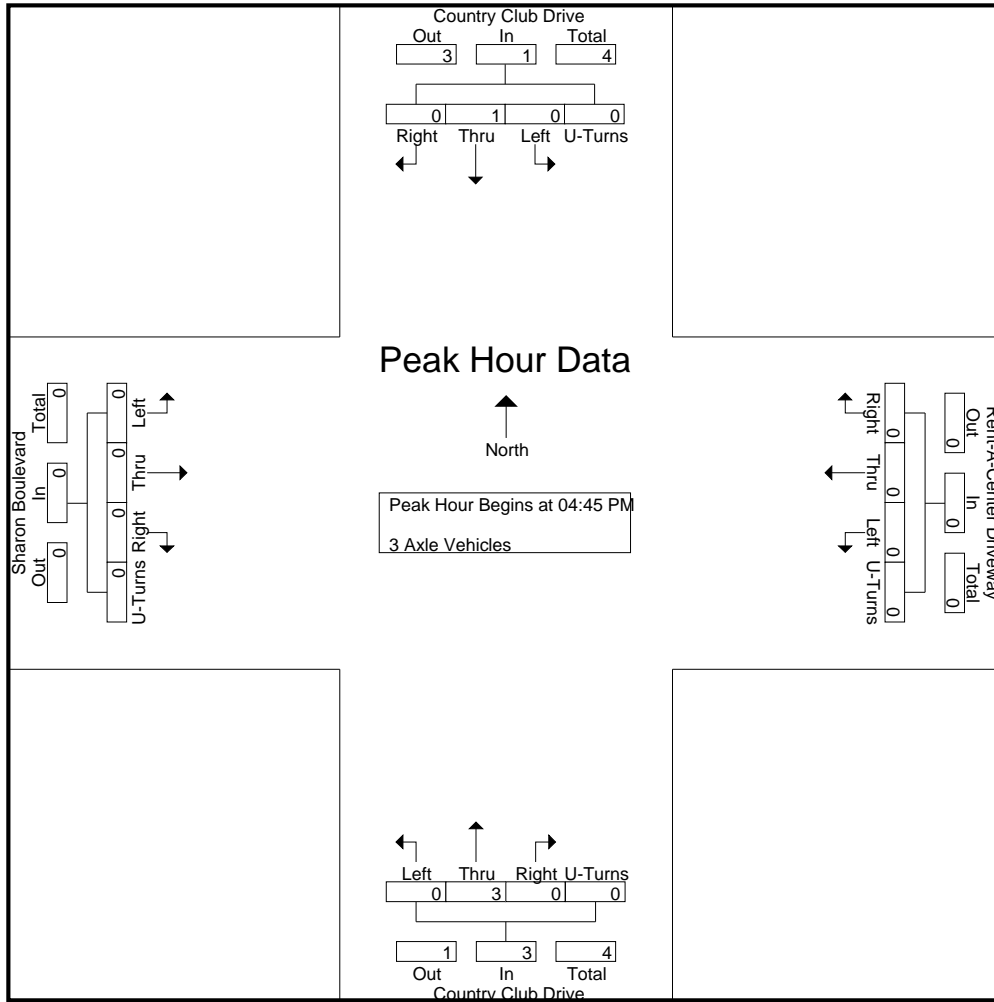 Country Club Drive
Out In Total
3 1 4
0 1 0 0
Right Thru Left U-Turns
Peak Hour Data
North
Peak Hour Begins at 04:45 PM
3 Axle Vehicles
Sharon Boulevard
Total In Out
0 0 0
0 0 0 0
Left Thru Right U-Turns
Right Thru Left U-Turns
0 0 0 0
0 0 0
Out In Total
Rent-A-Center Driveway
Left Thru Right U-Turns
0 3 0 0
1 3 4
Out In Total
Country Club Drive